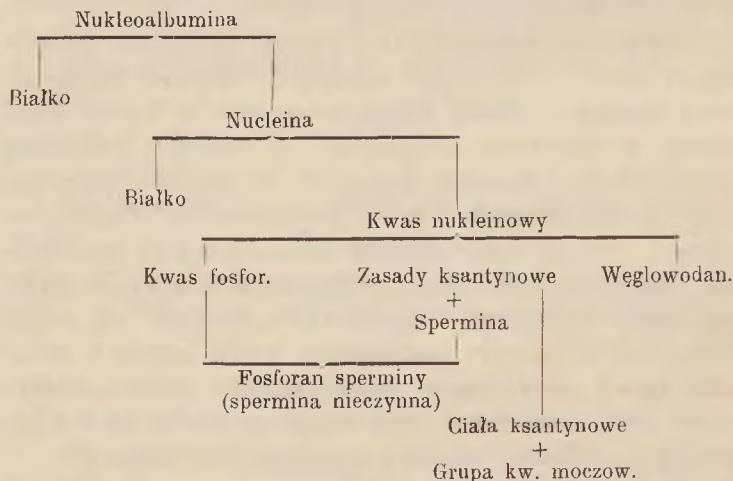 Nukleoalbumina
Białko
Nucleina
Białko
Kwas nukleinowy
Kwas fosfor. Zasady ksantynowe Węglowodan.
+
Spermina
Fosforan sperminy
(spermina nieczynna)
Ciała ksantynowe
+
Grupa kw. moczow.